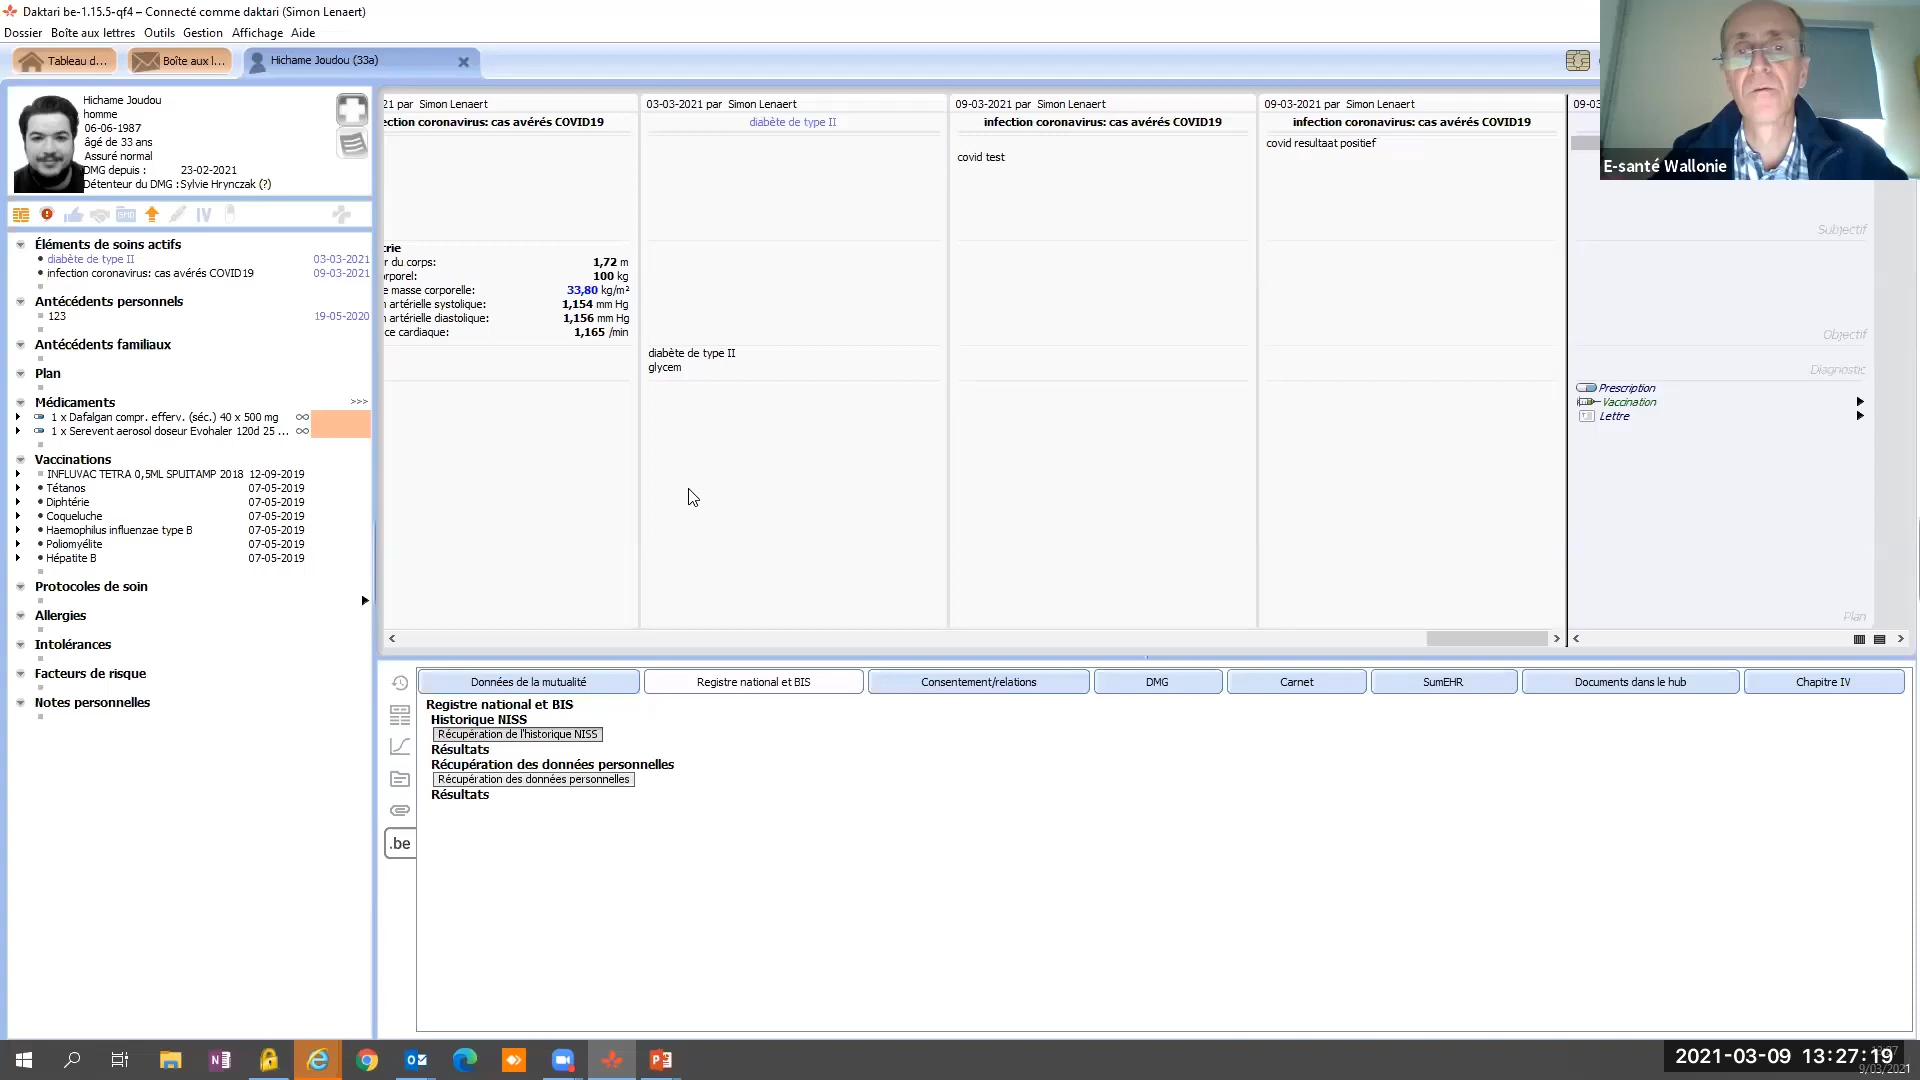 Daktari be-1.15.5-qf4 – Connecté comme daktari (Simon Lenaert)
Dossier Boîte aux lettres Outils Gestion Affichage Aide
Tableau d... Boîte aux l... Hichame Joudou (33a)
Hichame Joudou
homme
06-06-1987
âgé de 33 ans
Assuré normal
DMG depuis : 23-02-2021
Détenteur du DMG :Sylvie Hrynczak (?)
GMD IV
Éléments de soins actifs
diabète de type II 03-03-2021
infection coronavirus: cas avérés COVID19 09-03-2021
Antécédents personnels
123 19-05-2020
Antécédents familiaux
Plan
Médicaments >>>
1 x Dafalgan compr. efferv. (séc.) 40 x 500 mg
1 x Serevent aerosol doseur Evohaler 120d 25 ...
Vaccinations
INFLUVAC TETRA 0,5ML SPUITAMP 2018 12-09-2019
Tétanos 07-05-2019
Diphtérie 07-05-2019
Coqueluche 07-05-2019
Haemophilus influenzae type B 07-05-2019
Poliomyélite 07-05-2019
Hépatite B 07-05-2019
Protocoles de soin
Allergies
Intolérances
Facteurs de risque
Notes personnelles
21 par Simon Lenaert
ection coronavirus: cas avérés COVID19
trie
r du corps: 1,72 m
orporel: 100 kg
e masse corporelle: 33,80 kg/m²
n artérielle systolique: 1,154 mm Hg
n artérielle diastolique: 1,156 mm Hg
ce cardiaque: 1,165 /min
03-03-2021 par Simon Lenaert
diabète de type II
diabète de type II
glycem
09-03-2021 par Simon Lenaert
infection coronavirus: cas avérés COVID19
covid test
09-03-2021 par Simon Lenaert
infection coronavirus: cas avérés COVID19
covid resultaat positief
09-03
E-santé Wallonie
Subjectif
Objectif
Diagnostic
Prescription
Vaccination
Lettre
Plan
Données de la mutualité Registre national et BIS Consentement/relations DMG Carnet SumEHR Documents dans le hub Chapitre IV
Registre national et BIS
Historique NISS
Récupération de l'historique NISS
Résultats
Récupération des données personnelles
Récupération des données personnelles
Résultats
.be
2021-03-09 13:27:19
9/03/2021